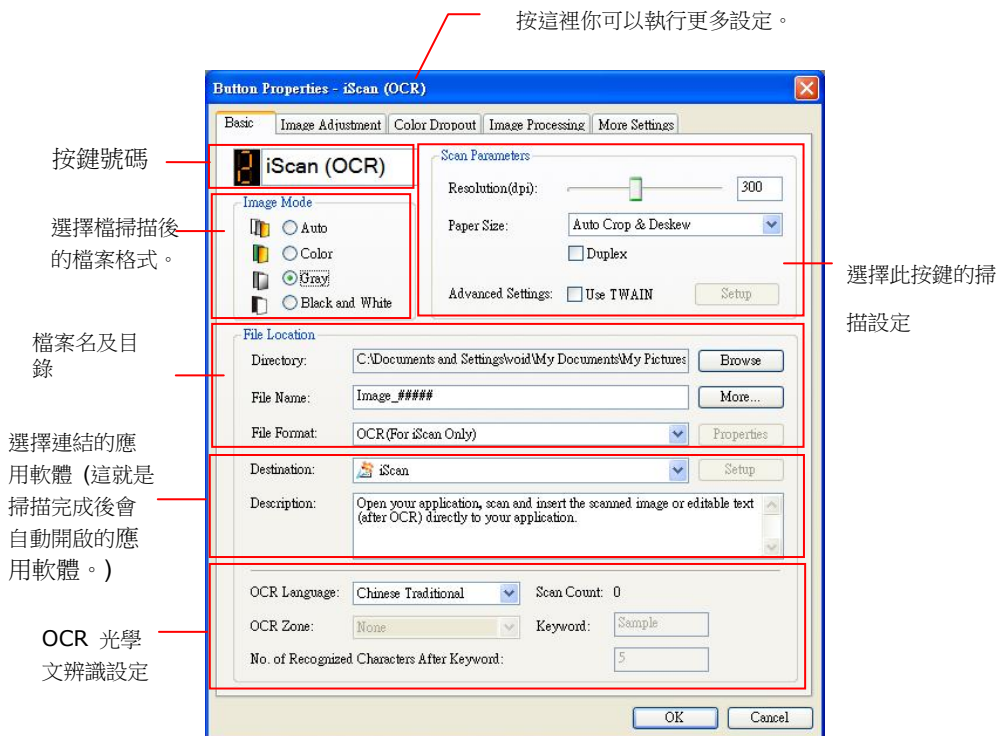 按這裡你可以執行更多設定。
Button Properties - iScan (OCR)
Basic Image Adjustment Color Dropout Image Processing More Settings
按鍵號碼
2 iScan (OCR)
Image Mode
Auto
Color
Gray
Black and White
選擇檔掃描後
的檔案格式。
Scan Parameters
Resolution(dpi): 300
Paper Size: Auto Crop & Deskew
Duplex
Advanced Settings: Use TWAIN Setup
選擇此按鍵的掃
描設定
檔案名及目
錄
File Location
Directory: C:\Documents and Settings\void\My Documents\My Pictures Browse
File Name: Image_##### More...
File Format: OCR(For iScan Only) Properties
選擇連結的應
用軟體 (這就是
掃描完成後會
自動開啟的應
用軟體。)
Destination: iScan Setup
Description: Open your application, scan and insert the scanned image or editable text
(after OCR) directly to your application.
OCR 光學
文辨識設定
OCR Language: Chinese Traditional Scan Count: 0
OCR Zone: None Keyword: Sample
No. of Recognized Characters After Keyword: 5
OK Cancel